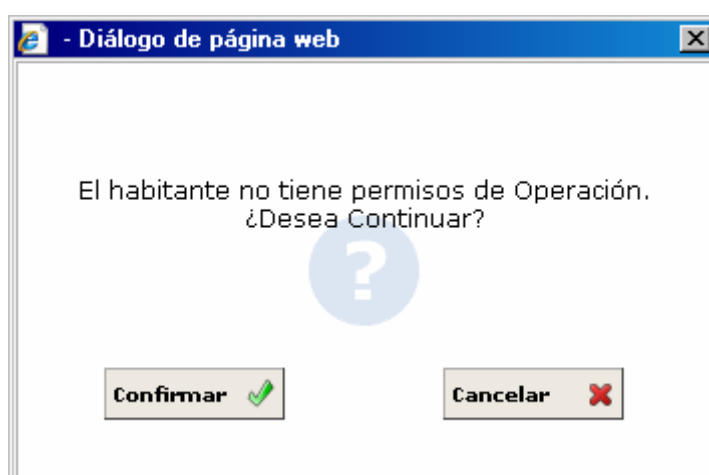 - Diálogo de página web
El habitante no tiene permisos de Operación.
¿Desea Continuar?
?
Confirmar
Cancelar